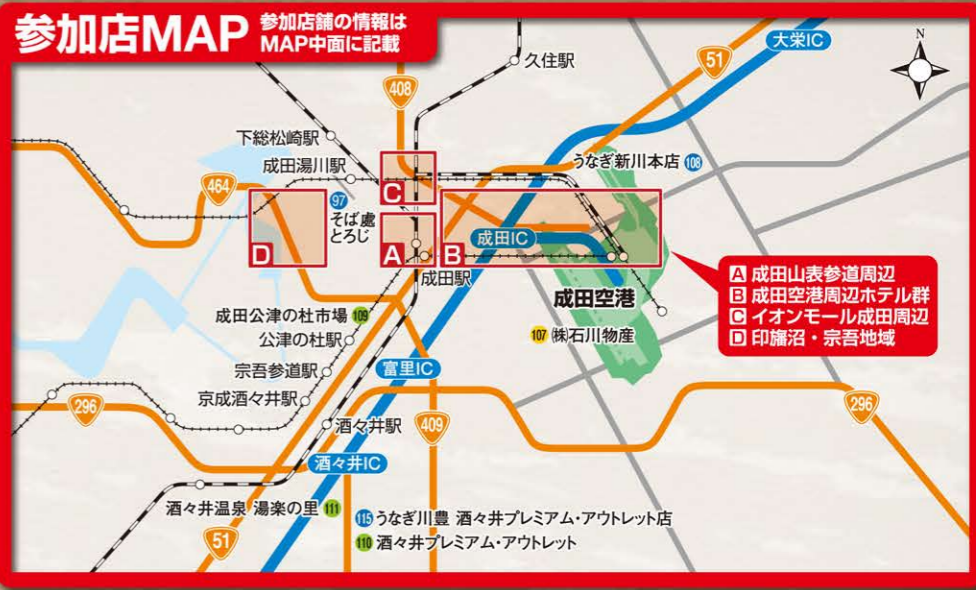 参加店MAP
参加店舗の情報は
MAP中面に記載
N
大栄IC
51
久住駅
408
下総松崎駅
成田湯川駅
うなぎ新川本店 108
464
97
そば處
とろじ
C
D
A
B
成田IC
成田駅
成田空港
A 成田山表参道周辺
B 成田空港周辺ホテル群
C イオンモール成田周辺
D 印旛沼・宗吾地域
成田公津の杜市場 109
107 ㈱石川物産
公津の杜駅
宗吾参道駅
富里IC
京成酒々井駅
296
296
酒々井駅
409
酒々井IC
酒々井温泉 湯楽の里 111
115 うなぎ川豊 酒々井プレミアム・アウトレット店
51
110 酒々井プレミアム・アウトレット